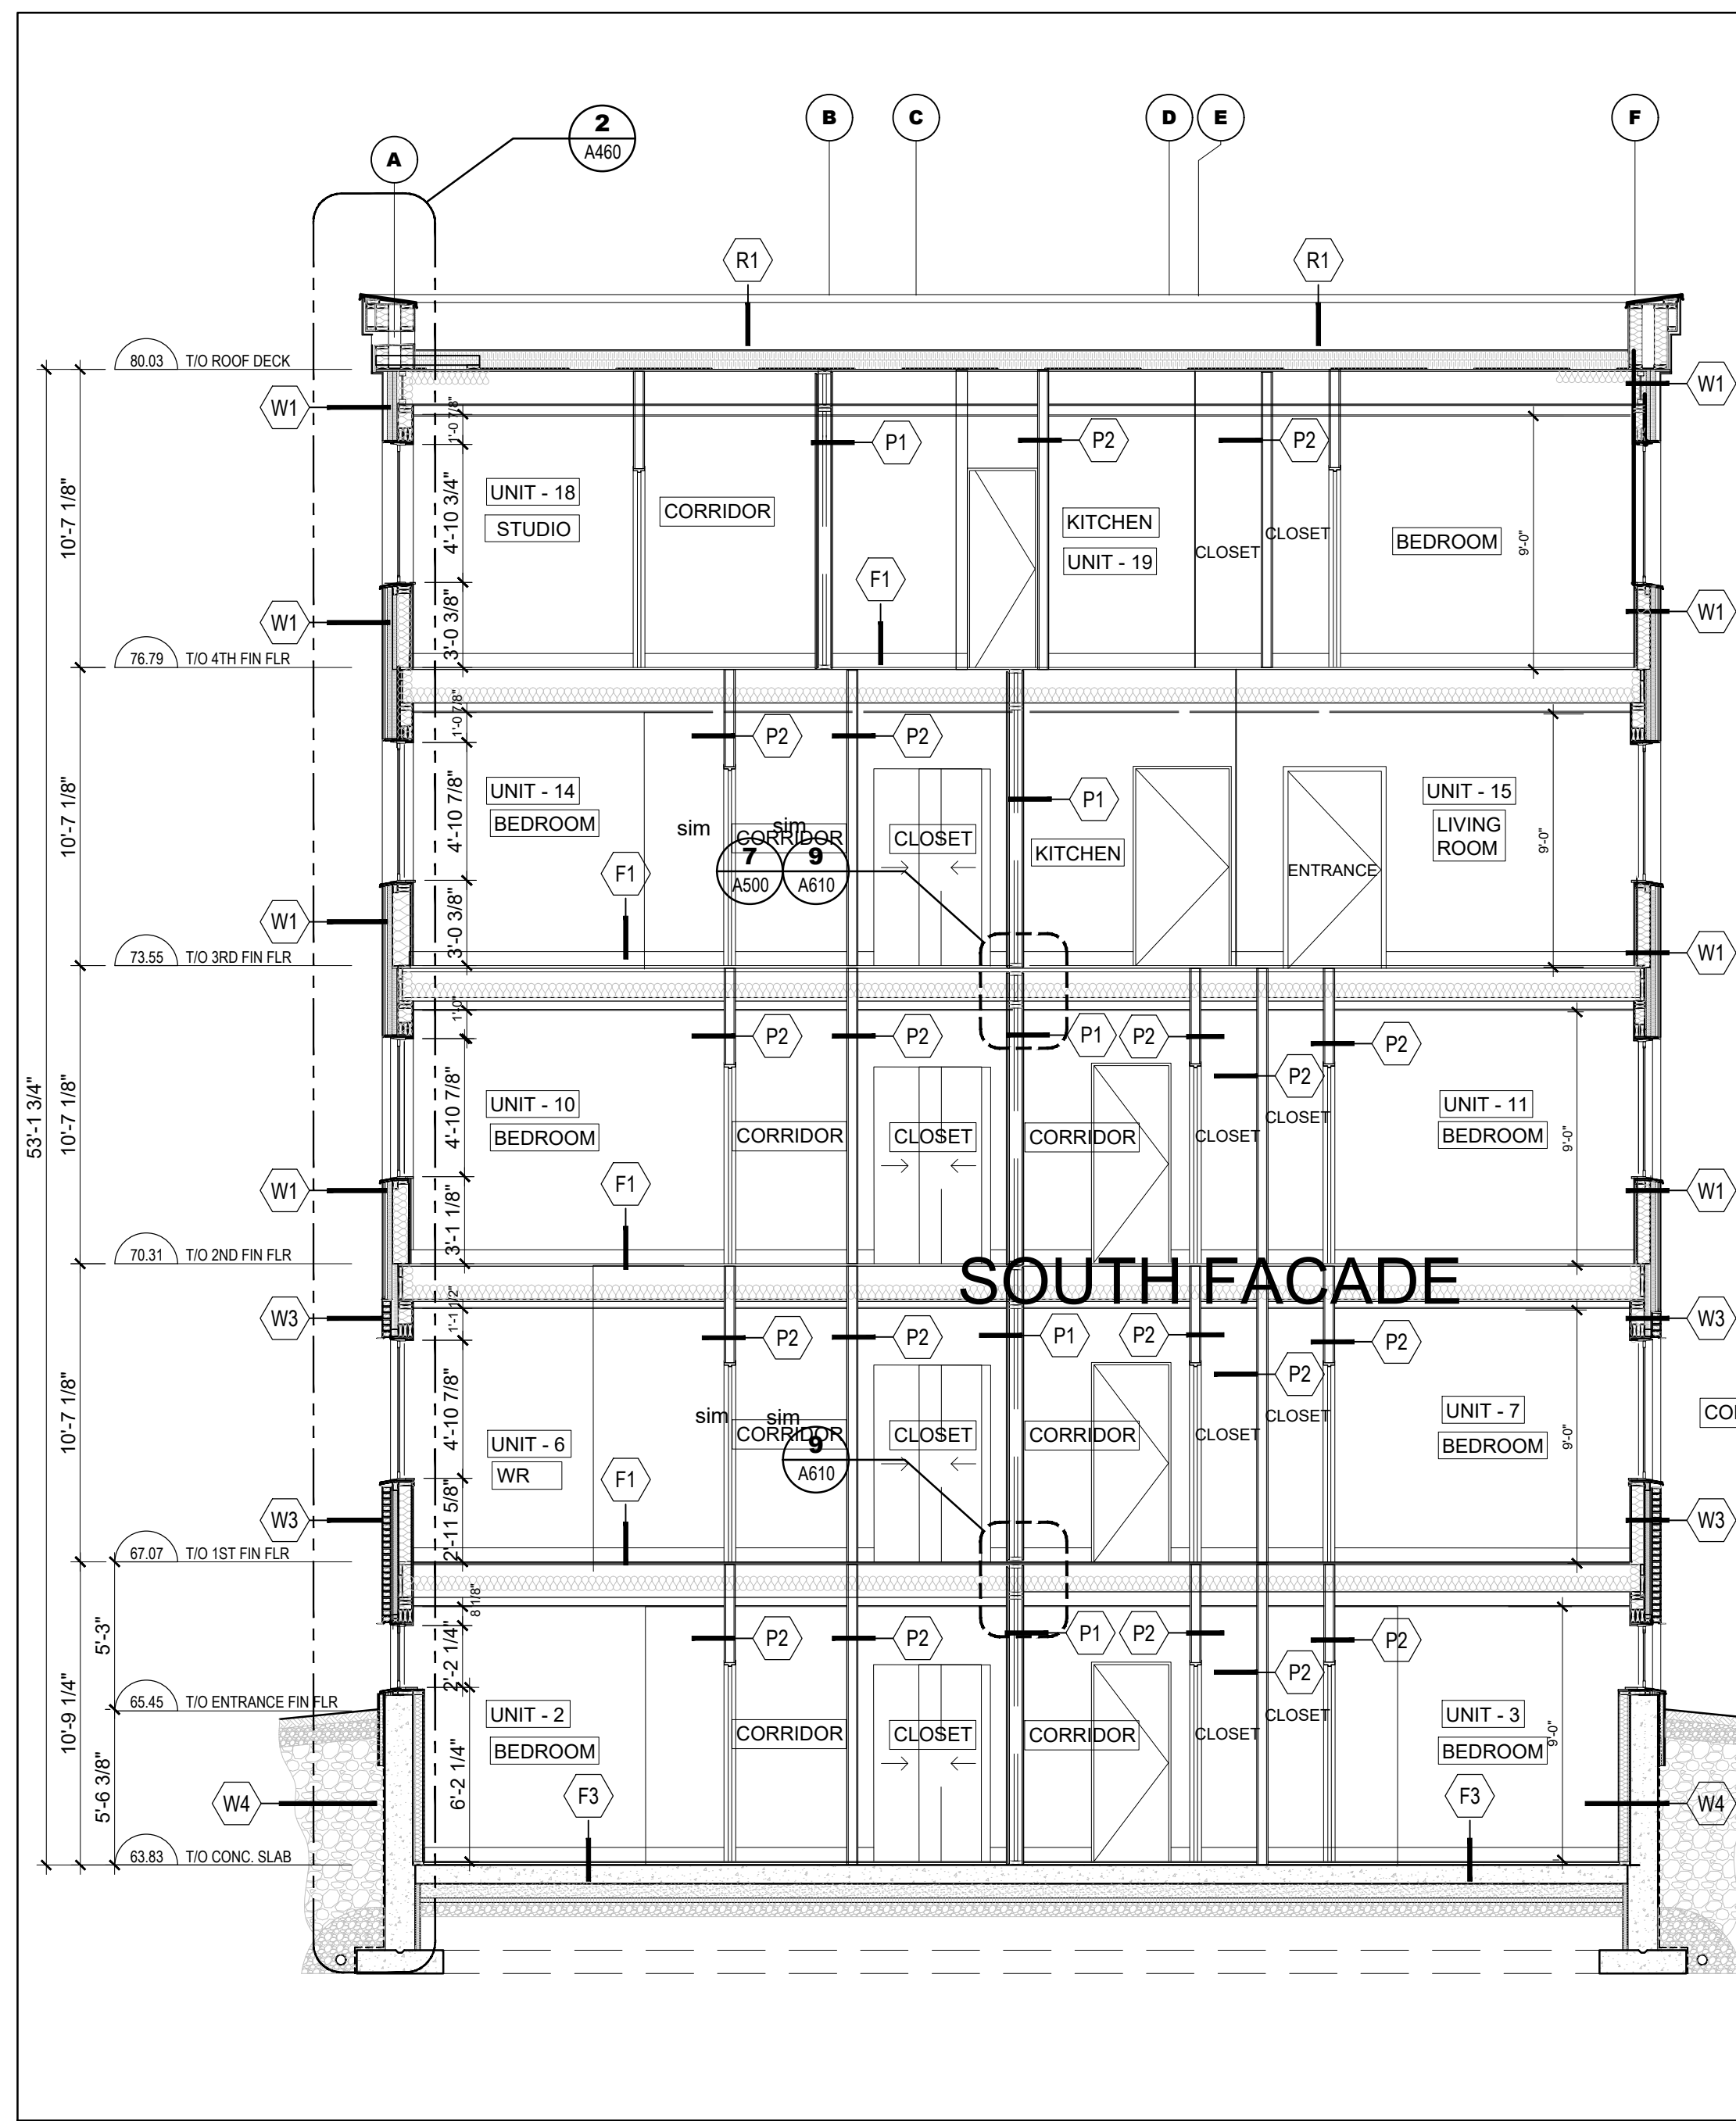 2
A460
A
B
C
D
E
F
R1
R1
80.03 T/O ROOF DECK
W1
W1
1'-0 7/8"
P1
P2
P2
10'-7 1/8"
4'-10 3/4"
UNIT - 18
STUDIO
CORRIDOR
KITCHEN
UNIT - 19
CLOSET
CLOSET
BEDROOM
9'-0"
F1
W1
W1
3'-0 3/8"
76.79 T/O 4TH FIN FLR
1'-0 7/8"
P2
P2
P1
10'-7 1/8"
4'-10 7/8"
UNIT - 14
BEDROOM
sim
sim
CORRIDOR
CLOSET
KITCHEN
UNIT - 15
LIVING
ROOM
9'-0"
7
A500
9
A610
ENTRANCE
F1
W1
W1
3'-0 3/8"
73.55 T/O 3RD FIN FLR
1'-0"
P2
P2
P1
P2
P2
P2
53'-1 3/4"
10'-7 1/8"
4'-10 7/8"
UNIT - 10
BEDROOM
CORRIDOR
CLOSET
CORRIDOR
CLOSET
CLOSET
UNIT - 11
BEDROOM
9'-0"
F1
W1
W1
3'-1 1/8"
70.31 T/O 2ND FIN FLR
SOUTH FACADE
W3
W3
1'-1 1/2"
P2
P2
P1
P2
P2
P2
10'-7 1/8"
4'-10 7/8"
UNIT - 6
WR
sim
sim
CORRIDOR
CLOSET
CORRIDOR
CLOSET
CLOSET
UNIT - 7
BEDROOM
9'-0"
9
A610
F1
W3
W3
2'-11 5/8"
67.07 T/O 1ST FIN FLR
8 1/8"
5'-3"
2'-2 1/4"
P2
P2
P1
P2
P2
P2
10'-9 1/4"
65.45 T/O ENTRANCE FIN FLR
UNIT - 2
BEDROOM
CORRIDOR
CLOSET
CORRIDOR
CLOSET
CLOSET
UNIT - 3
BEDROOM
9'-0"
5'-6 3/8"
6'-2 1/4"
F3
F3
W4
W4
63.83 T/O CONC. SLAB